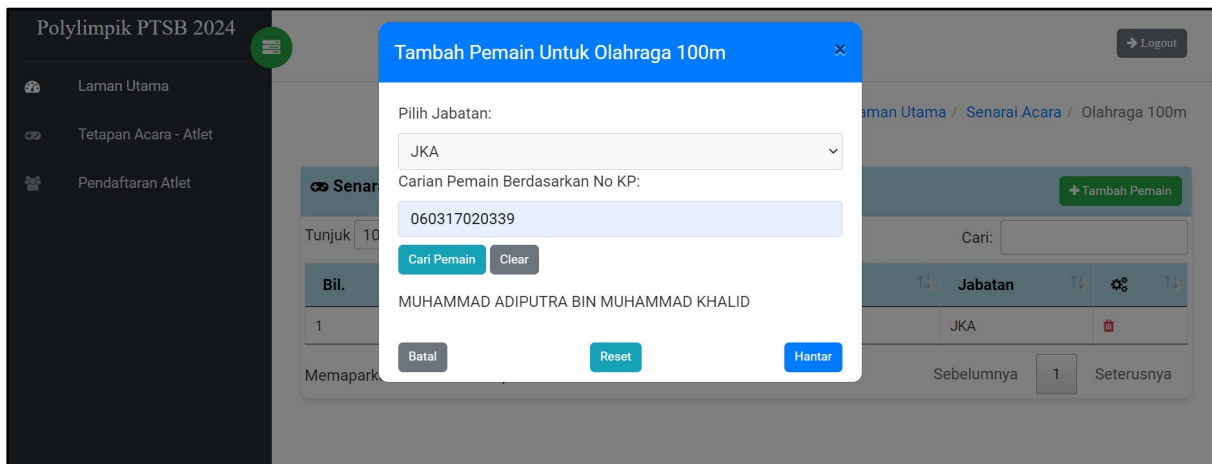 Polylimpik PTSB 2024
Logout
Laman Utama
Tetapan Acara - Atlet
Pendaftaran Atlet
Tambah Pemain Untuk Olahraga 100m
×
aman Utama / Senarai Acara / Olahraga 100m
Pilih Jabatan:
JKA
Carian Pemain Berdasarkan No KP:
060317020339
Cari Pemain Clear
MUHAMMAD ADIPUTRA BIN MUHAMMAD KHALID
Batal Reset Hantar
Senar
+Tambah Pemain
Tunjuk 10
Cari:
Bil. Jabatan
1 JKA
Memapark
Sebelumnya 1 Seterusnya